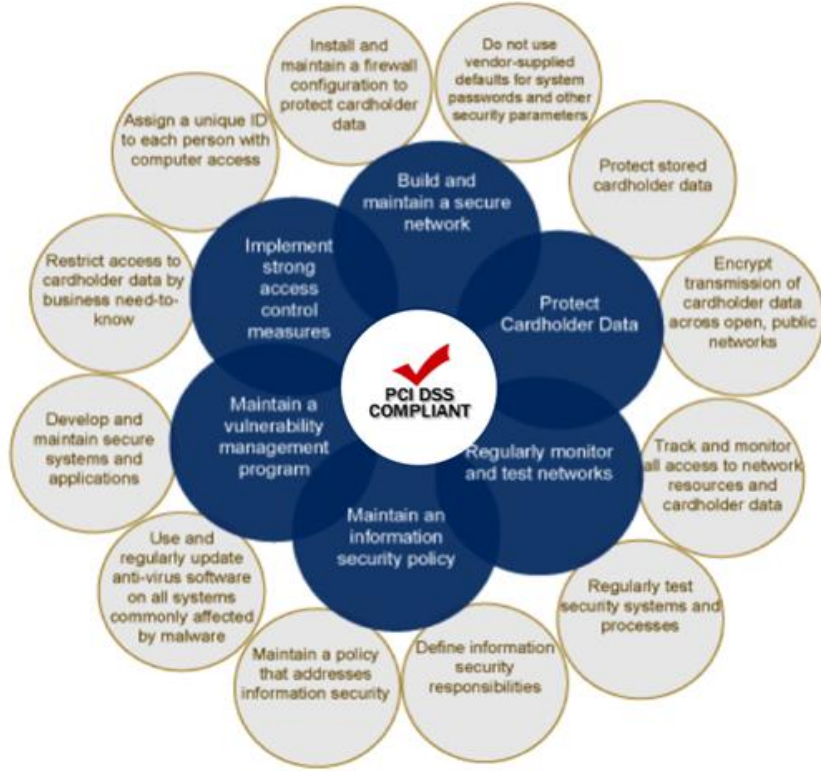 Install and
maintain a firewall
configuration to
protect cardholder
data
Do not use
vendor-supplied
defaults for system
passwords and other
security parameters
Assign a unique ID
to each person with
computer access
Protect stored
cardholder data
Build and
maintain a secure
network
Implement
strong
access
control
measures
Restrict access to
cardholder data by
business need-to-
know
Protect
Cardholder Data
Encrypt
transmission of
cardholder data
across open, public
networks
PCI DSS
COMPLIANT
Maintain a
vulnerability
management
program
Develop and
maintain secure
systems and
applications
Regularly monitor
and test networks
Track and monitor
all access to network
resources and
cardholder data
Maintain an
information
security policy
Use and
regularly update
anti-virus software
on all systems
commonly affected
by malware
Regularly test
security systems and
processes
Maintain a policy
that addresses
information security
Define information
security
responsibilities